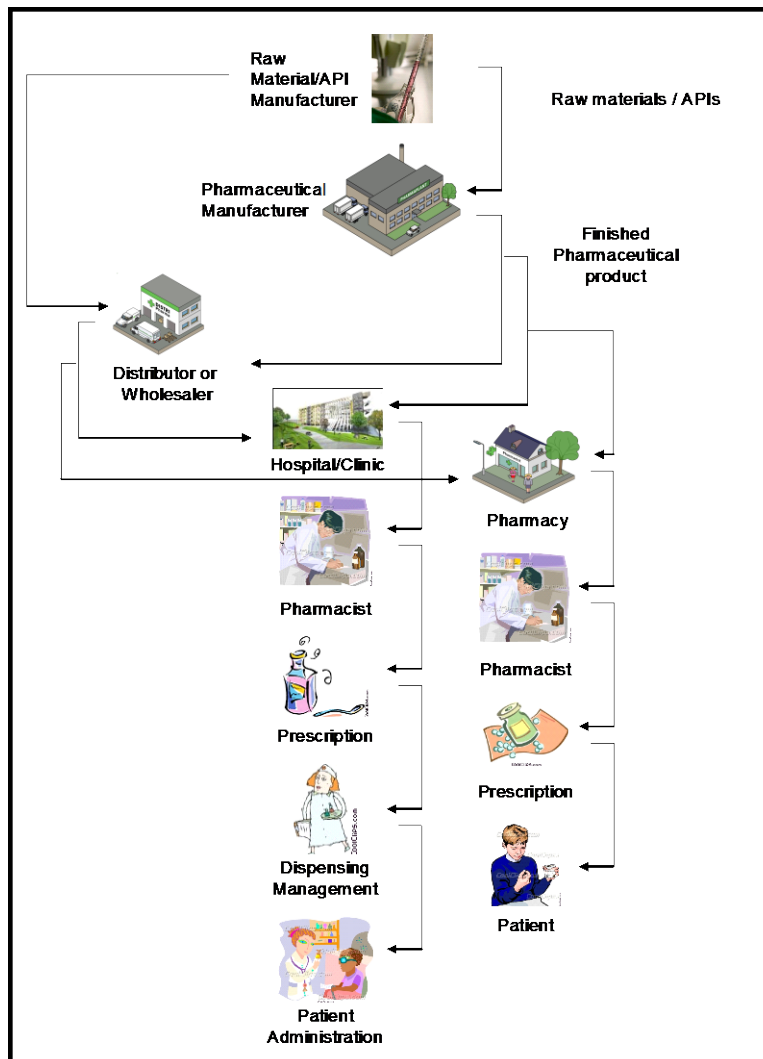 Raw
Material/API
Manufacturer
Raw materials / APIs
Pharmaceutical
Manufacturer
Finished
Pharmaceutical
product
Distributor or
Wholesaler
Hospital/Clinic
Pharmacy
Pharmacist
Pharmacist
Prescription
Prescription
Dispensing
Management
Patient
Patient
Administration